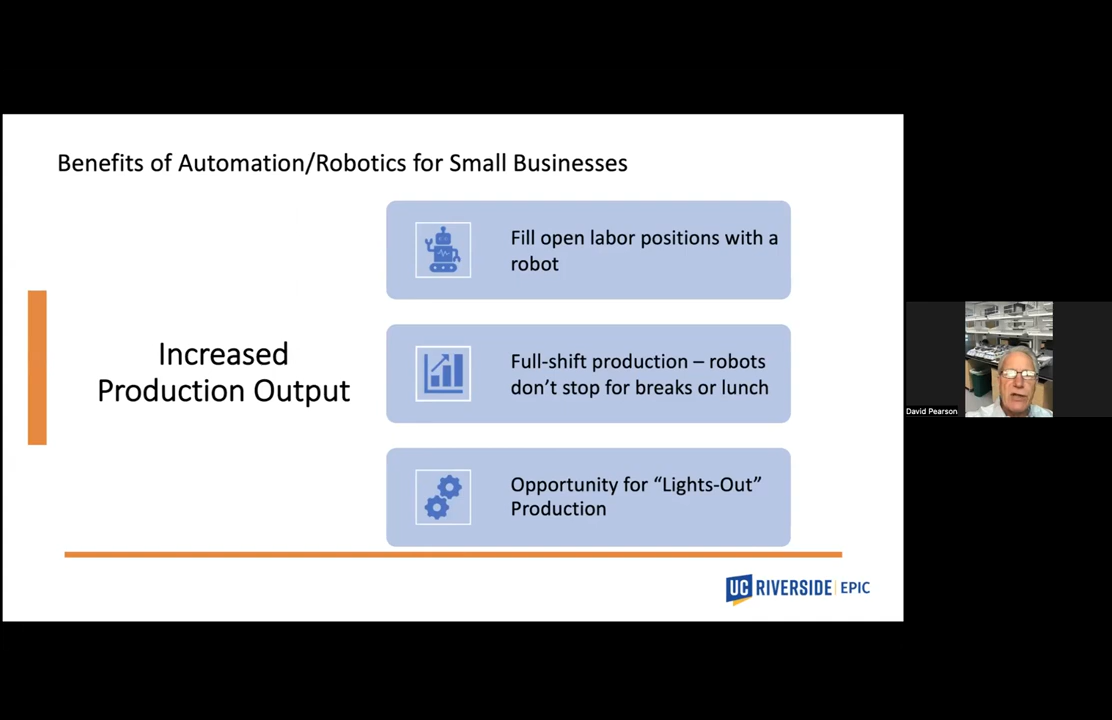 Benefits of Automation/Robotics for Small Businesses
Increased
Production Output
Fill open labor positions with a
robot
Full-shift production – robots
don’t stop for breaks or lunch
Opportunity for “Lights-Out”
Production
UC RIVERSIDE EPIC
David Pearson